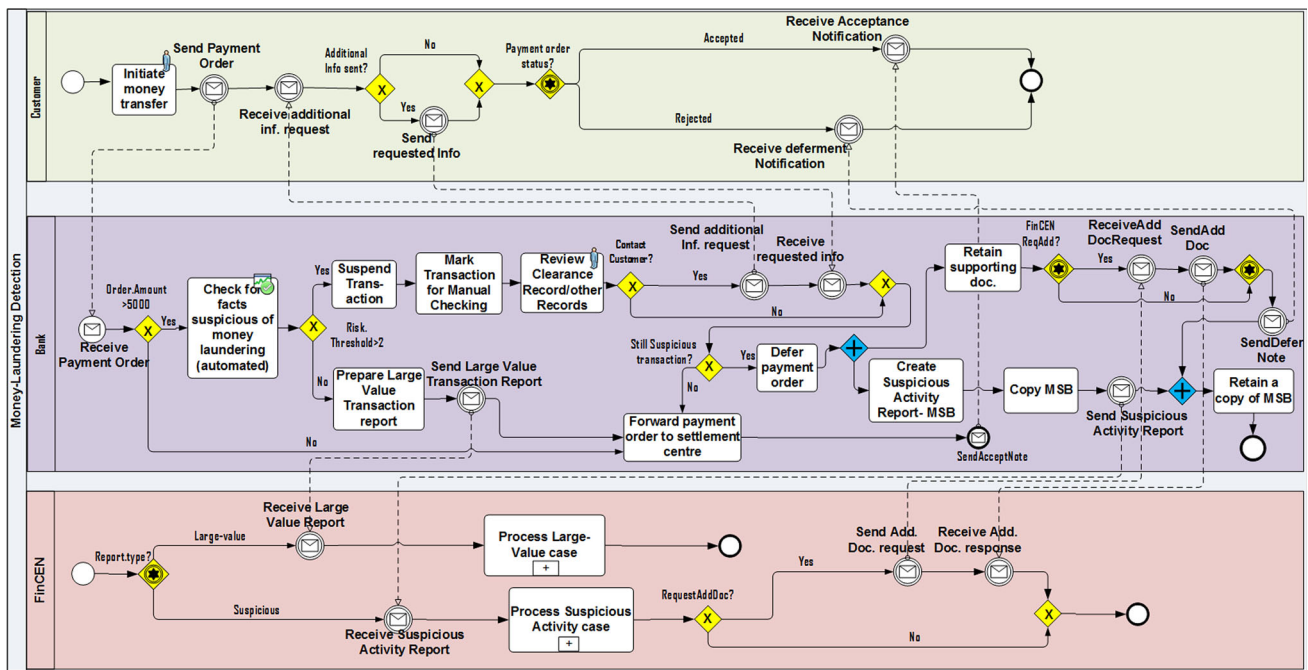 Money-Laundering Detection
Customer
Initiate
money
transfer
Send Payment
Order
Receive additional
inf. request
Additional
Info sent?
No
Yes
Send
requested Info
Payment order
status?
Accepted
Rejected
Receive Acceptance
Notification
Receive deferment
Notification
Bank
Receive
Payment Order
Order.Amount
>5000
Yes
No
Check for
facts
suspicious of
money
laundering
(automated)
Yes
Risk.
Threshold>2
No
Suspend
Trans-
action
Mark
Transaction
for Manual
Checking
Review
Clearance
Record/other
Records
Contact
Customer?
Yes
No
Send additional
Inf. request
Receive
requested info
Prepare Large
Value
Transaction
report
Send Large Value
Transaction Report
Still Suspicious
transaction?
Yes
No
Defer
payment
order
Forward payment
order to settlement
centre
SendAcceptNote
Retain
supporting
doc.
FinCEN
ReqAdd?
Yes
No
ReceiveAdd
DocRequest
SendAdd
Doc
SendDefer
Note
Create
Suspicious
Activity
Report- MSB
Copy MSB
Send Suspicious
Activity Report
Retain a
copy of MSB
FinCEN
Report.type?
Large-value
Suspicious
Receive Large
Value Report
Process Large-
Value case
Receive Suspicious
Activity Report
Process Suspicious
Activity case
RequestAddDoc?
Yes
No
Send Add.
Doc. request
Receive Add.
Doc. response